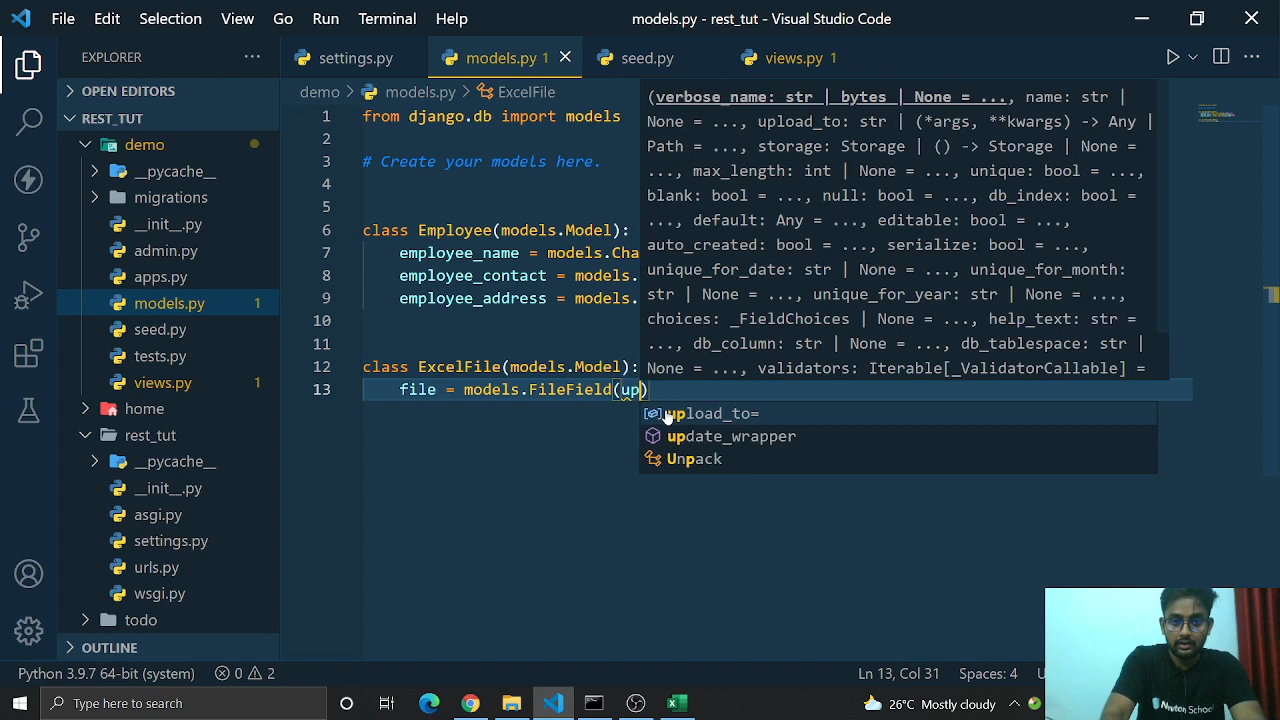 File Edit Selection View Go Run Terminal Help models.py - rest_tut - Visual Studio Code
EXPLORER
settings.py models.py 1 seed.py views.py 1
OPEN EDITORS
demo > models.py > ExcelFile
REST_TUT
demo
__pycache__
migrations
__init__.py
admin.py
apps.py
models.py 1
seed.py
tests.py
views.py 1
home
rest_tut
__pycache__
__init__.py
asgi.py
settings.py
urls.py
wsgi.py
todo
OUTLINE
1 from django.db import models
2
3 # Create your models here.
4
5
6 class Employee(models.Model):
7 employee_name = models.Cha
8 employee_contact = models.
9 employee_address = models.
10
11
12 class ExcelFile(models.Model):
13 file = models.FileField(up)
(verbose_name: str | bytes | None = ..., name: str |
None = ..., upload_to: str | (*args, **kwargs) -> Any |
Path = ..., storage: Storage | () -> Storage | None =
..., max_length: int | None = ..., unique: bool = ...,
blank: bool = ..., null: bool = ..., db_index: bool =
..., default: Any = ..., editable: bool = ...,
auto_created: bool = ..., serialize: bool = ...,
unique_for_date: str | None = ..., unique_for_month:
str | None = ..., unique_for_year: str | None = ...,
choices: _FieldChoices | None = ..., help_text: str =
..., db_column: str | None = ..., db_tablespace: str |
None = ..., validators: Iterable[_ValidatorCallable] =
upload_to=
update_wrapper
Unpack
Python 3.9.7 64-bit (system) 0 2 Ln 13, Col 31 Spaces: 4
Newton School
Type here to search 26°C Mostly cloudy